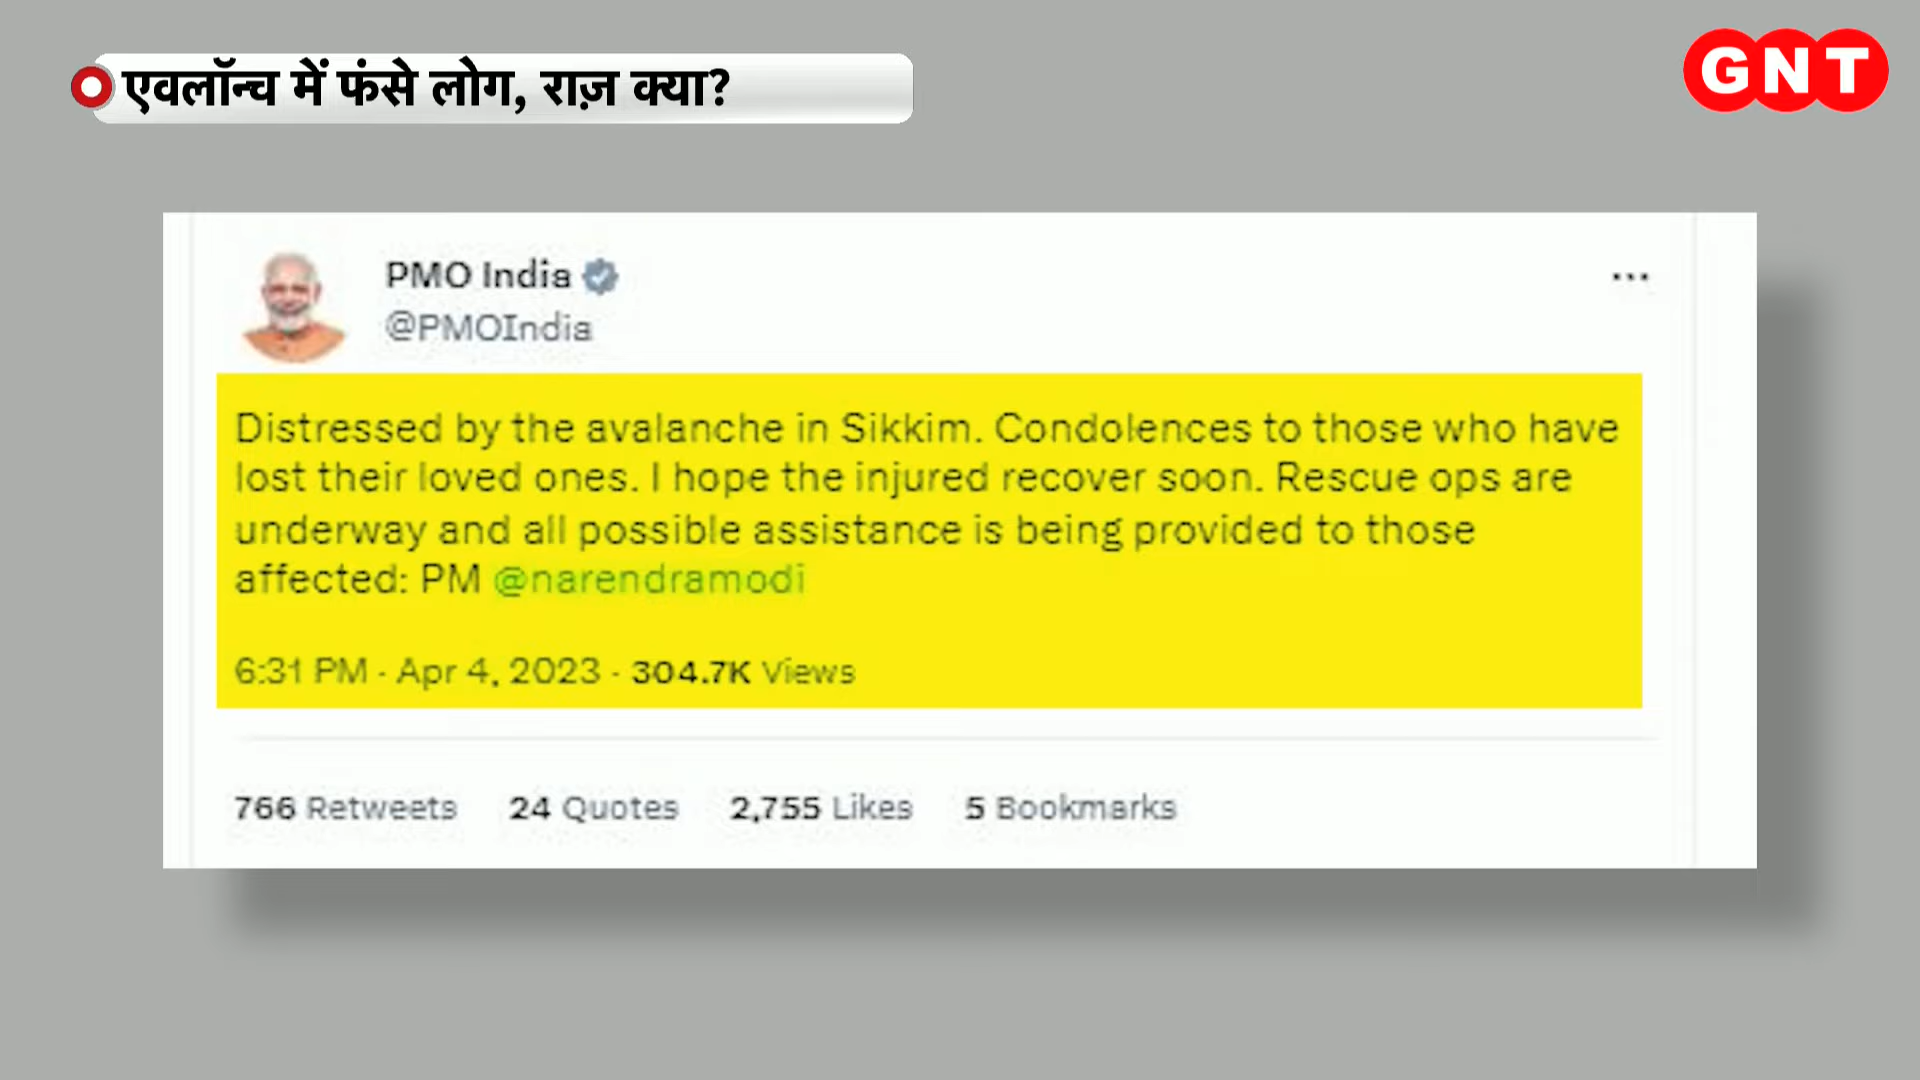 एवलॉन्च में फंसे लोग, राज़ क्या?
GNT
PMO India
@PMOIndia
Distressed by the avalanche in Sikkim. Condolences to those who have
lost their loved ones. I hope the injured recover soon. Rescue ops are
underway and all possible assistance is being provided to those
affected: PM @narendramodi
6:31 PM · Apr 4, 2023 · 304.7K Views
766 Retweets 24 Quotes 2,755 Likes 5 Bookmarks